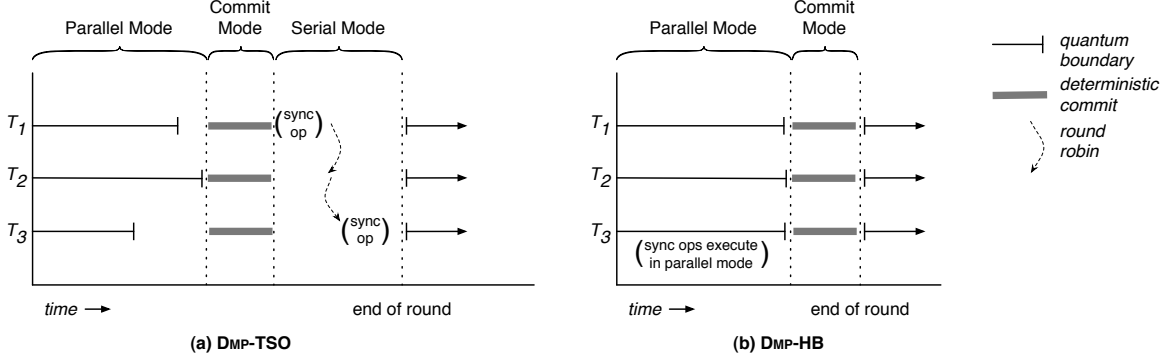 Parallel Mode
Commit
Mode
Serial Mode
T1
T2
T3
(sync
op)
(sync
op)
time
end of round
(a) DMP-TSO
Parallel Mode
Commit
Mode
T1
T2
T3
(sync ops execute
in parallel mode)
time
end of round
(b) DMP-HB
quantum
boundary
deterministic
commit
round
robin